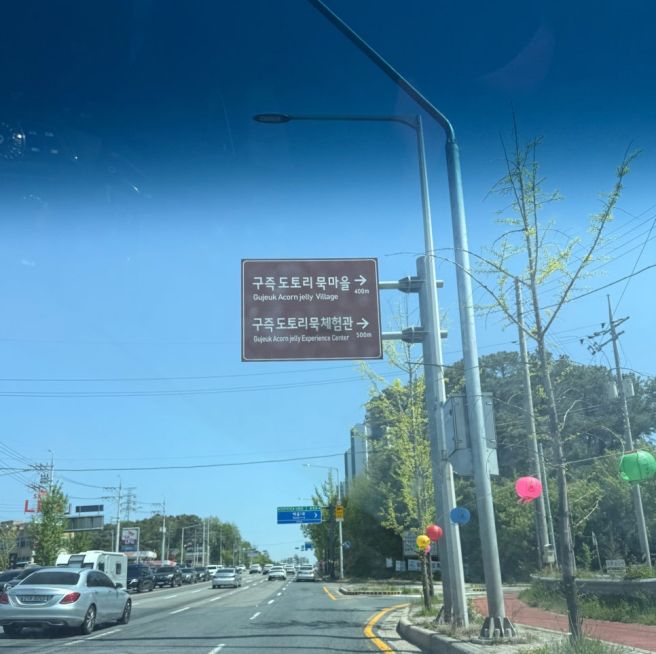 구즉 도토리 묵마을 →
400m
Gujeuk Acorn jelly Village
구즉도토리묵체험관 →
500m
Gujeuk Acorn jelly Experience Center